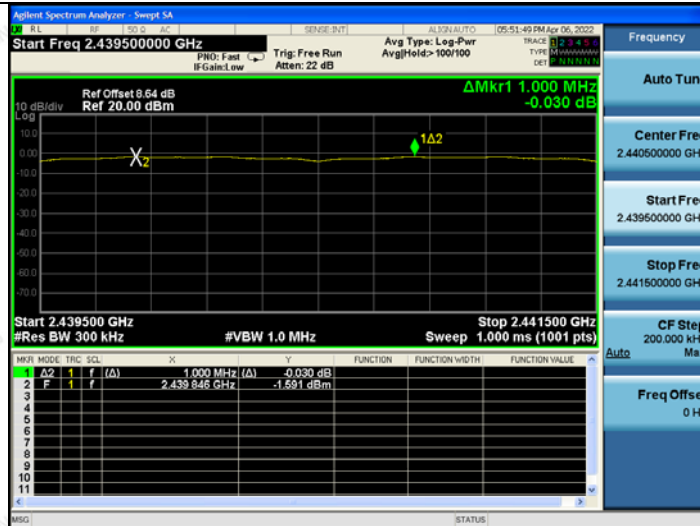 Agilent Spectrum Analyzer - Swept SA
RL RF 50 Ω AC SENSE:INT ALIGN AUTO 05:51:49 PM Apr 06, 2022
Start Freq 2.439500000 GHz
PNO: Fast
IFGain:Low
Trig: Free Run
Atten: 22 dB
Avg Type: Log-Pwr
Avg|Hold:>100/100
TRACE 1 2 3 4 5 6
TYPE MWWWWW
DET P N N N N N
Ref Offset 8.64 dB
10 dB/div Ref 20.00 dBm
Log
ΔMkr1 1.000 MHz
-0.030 dB
10.0
0.00
-10.0
-20.0
-30.0
-40.0
-50.0
-60.0
-70.0
X2
1Δ2
Start 2.439500 GHz Stop 2.441500 GHz
#Res BW 300 kHz #VBW 1.0 MHz Sweep 1.000 ms (1001 pts)
MKR MODE TRC SCL X Y FUNCTION FUNCTION WIDTH FUNCTION VALUE
1 Δ2 1 f (Δ) 1.000 MHz (Δ) -0.030 dB
2 F 1 f 2.439 846 GHz -1.591 dBm
3
4
5
6
7
8
9
10
11
MSG STATUS
Frequency
Auto Tun
Center Fre
2.440500000 GH
Start Fre
2.439500000 GH
Stop Fre
2.441500000 GH
CF Step
200.000 kH
Auto Ma
Freq Offse
0 H